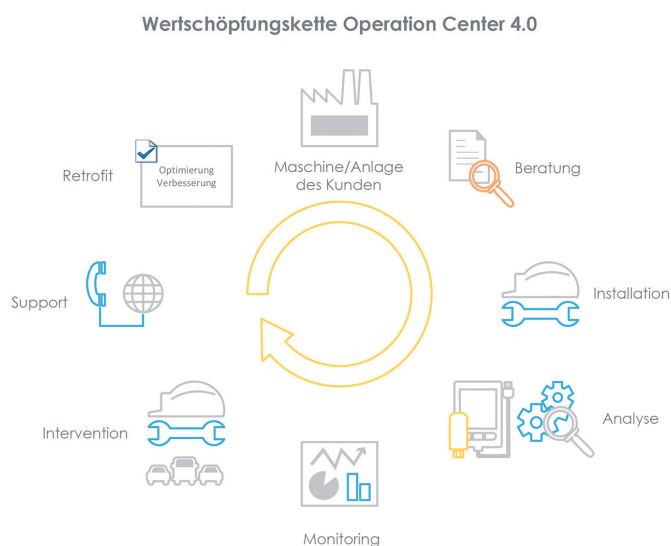 Wertschöpfungskette Operation Center 4.0
Maschine/Anlage
des Kunden
Beratung
Installation
Analyse
Monitoring
Intervention
Support
Retrofit
Optimierung
Verbesserung